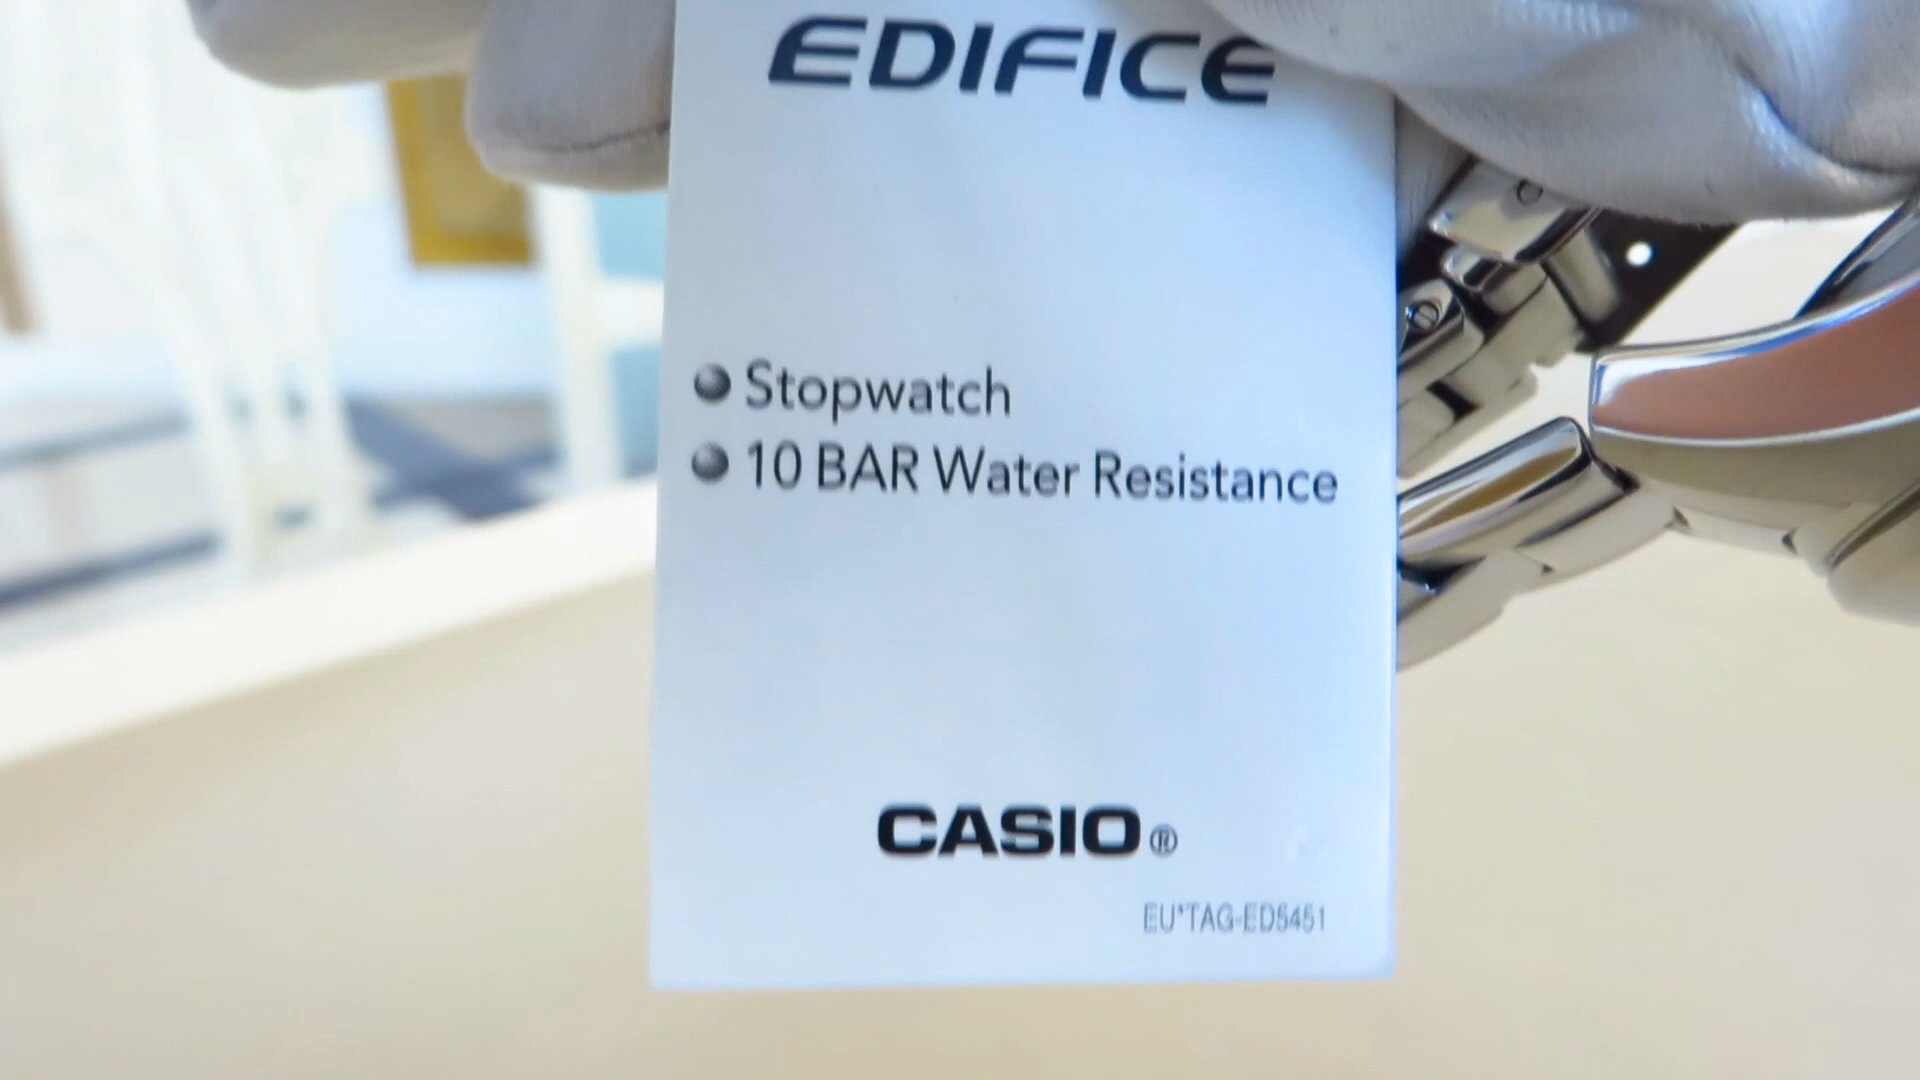 EDIFICE
Stopwatch
10 BAR Water Resistance
CASIO®
EU*TAG-ED5451